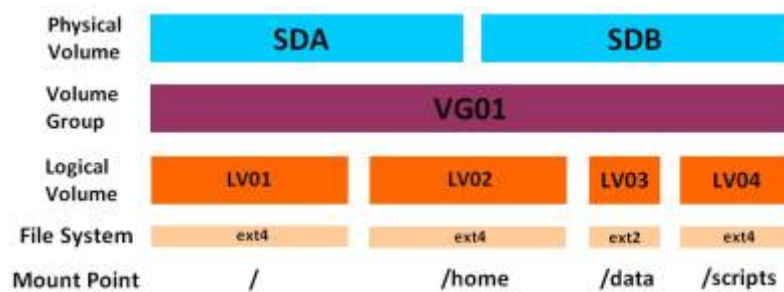 Physical Volume SDA SDB
Volume Group VG01
Logical Volume LV01 LV02 LV03 LV04
File System ext4 ext4 ext2 ext4
Mount Point / /home /data /scripts